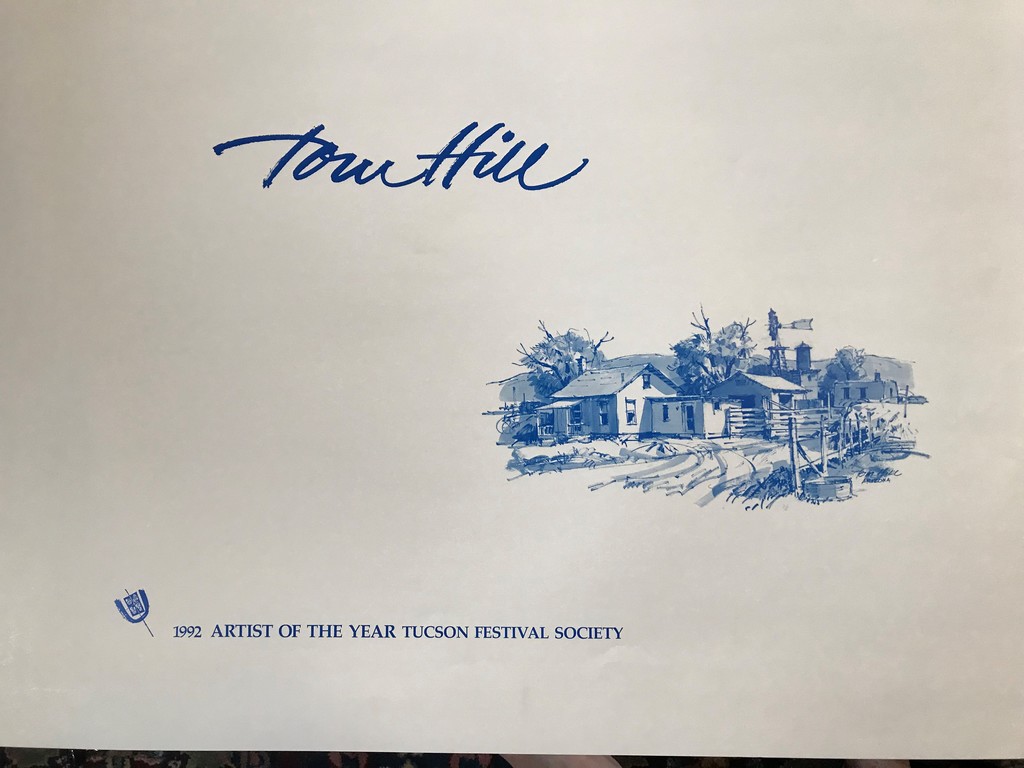 Tom Hill
1992 ARTIST OF THE YEAR TUCSON FESTIVAL SOCIETY